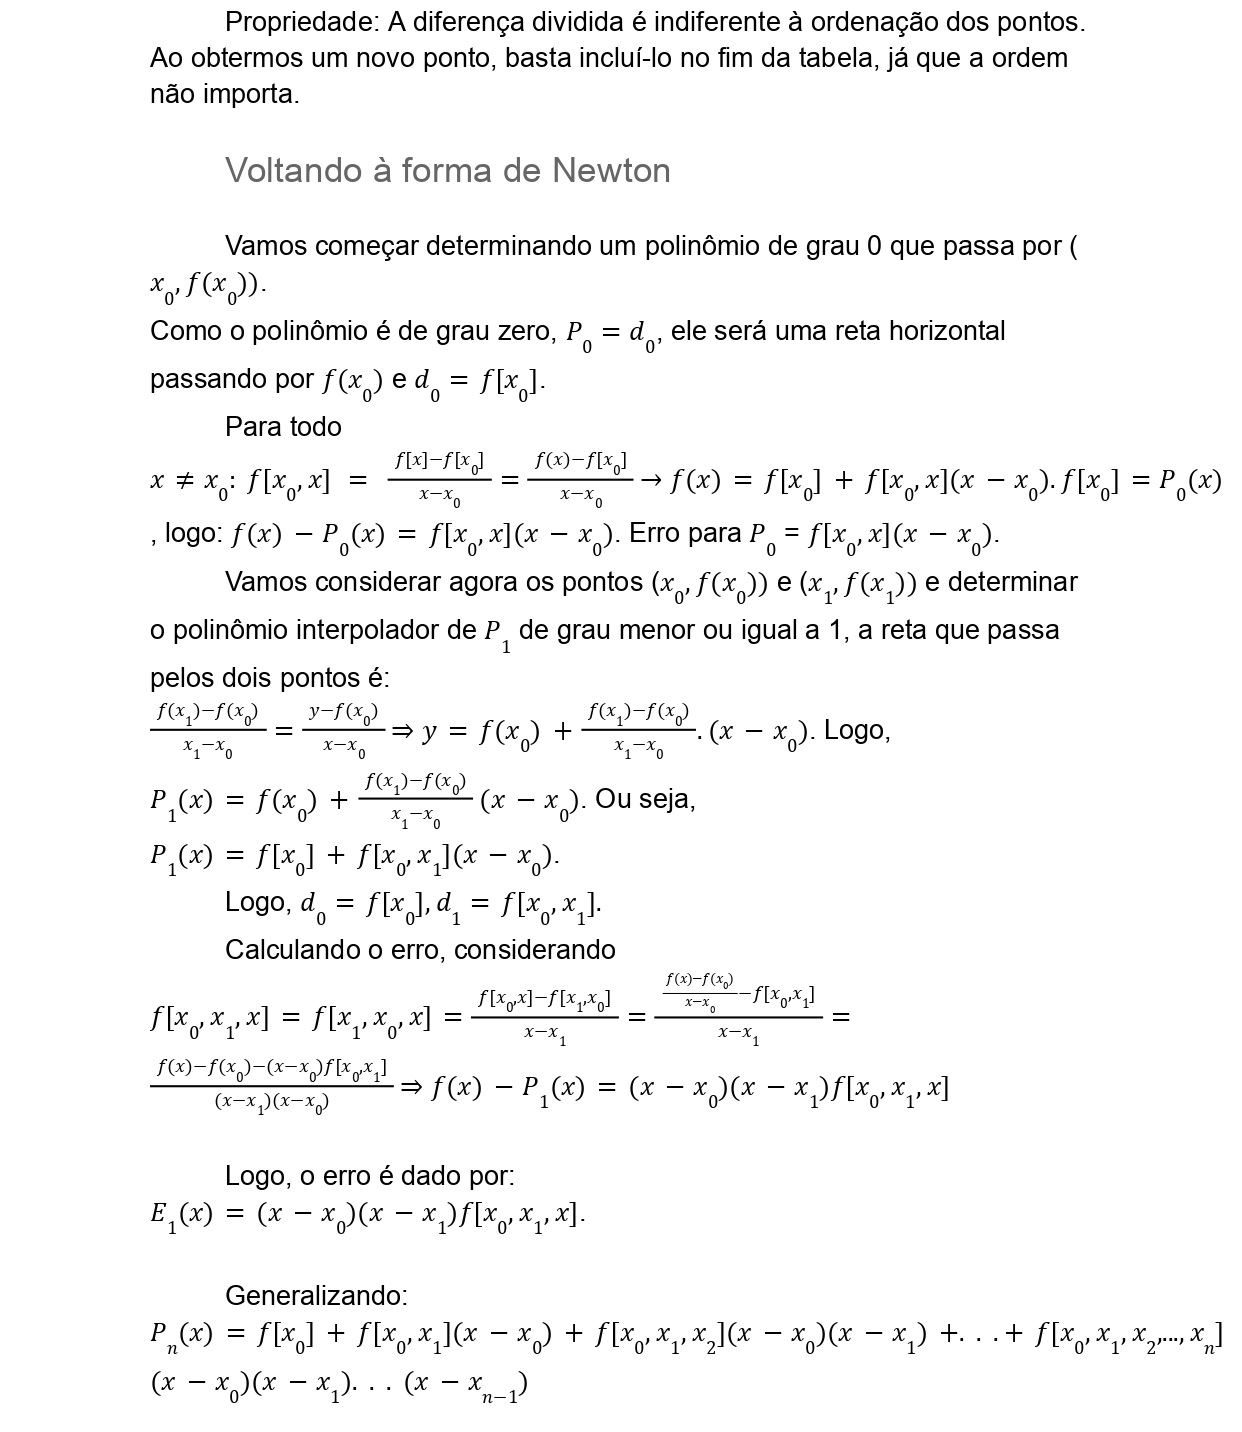 Propriedade: A diferença dividida é indiferente à ordenação dos pontos.
Ao obtermos um novo ponto, basta incluí-lo no fim da tabela, já que a ordem
não importa.
Voltando à forma de Newton
Vamos começar determinando um polinômio de grau 0 que passa por (
x_0, f(x_0)).
Como o polinômio é de grau zero, P_0 = d_0, ele será uma reta horizontal
passando por f(x_0) e d_0 = f[x_0].
Para todo
x ≠ x_0: f[x_0, x] = \frac{f[x]−f[x_0]}{x−x_0} = \frac{f(x)−f[x_0]}{x−x_0} → f(x) = f[x_0] + f[x_0, x](x − x_0). f[x_0] = P_0(x)
, logo: f(x) − P_0(x) = f[x_0, x](x − x_0). Erro para P_0 = f[x_0, x](x − x_0).
Vamos considerar agora os pontos (x_0, f(x_0)) e (x_1, f(x_1)) e determinar
o polinômio interpolador de P_1 de grau menor ou igual a 1, a reta que passa
pelos dois pontos é:
\frac{f(x_1)−f(x_0)}{x_1−x_0} = \frac{y−f(x_0)}{x−x_0} ⇒ y = f(x_0) + \frac{f(x_1)−f(x_0)}{x_1−x_0}. (x − x_0). Logo,
P_1(x) = f(x_0) + \frac{f(x_1)−f(x_0)}{x_1−x_0} (x − x_0). Ou seja,
P_1(x) = f[x_0] + f[x_0, x_1](x − x_0).
Logo, d_0 = f[x_0], d_1 = f[x_0, x_1].
Calculando o erro, considerando
f[x_0, x_1, x] = f[x_1, x_0, x] = \frac{f[x_0,x]−f[x_1,x_0]}{x−x_1} = \frac{\frac{f(x)−f(x_0)}{x−x_0}−f[x_0,x_1]}{x−x_1} =
\frac{f(x)−f(x_0)−(x−x_0)f[x_0,x_1]}{(x−x_1)(x−x_0)} ⇒ f(x) − P_1(x) = (x − x_0)(x − x_1)f[x_0, x_1, x]
Logo, o erro é dado por:
E_1(x) = (x − x_0)(x − x_1)f[x_0, x_1, x].
Generalizando:
P_n(x) = f[x_0] + f[x_0, x_1](x − x_0) + f[x_0, x_1, x_2](x − x_0)(x − x_1) +. . .+ f[x_0, x_1, x_2,..., x_n]
(x − x_0)(x − x_1). . . (x − x_{n−1})